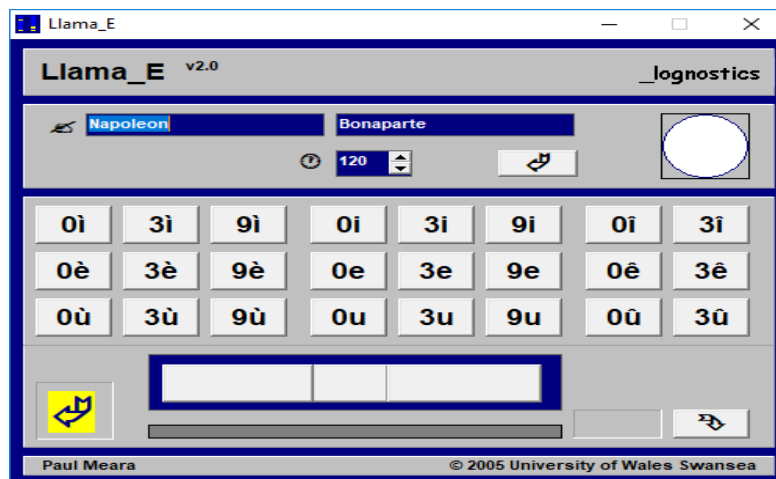 Llama_E
Llama_E v2.0 _lognostics
Napoleon Bonaparte
120
0ì 3ì 9ì 0i 3i 9i 0î 3î
0è 3è 9è 0e 3e 9e 0ê 3ê
0ù 3ù 9ù 0u 3u 9u 0û 3û
Paul Meara © 2005 University of Wales Swansea